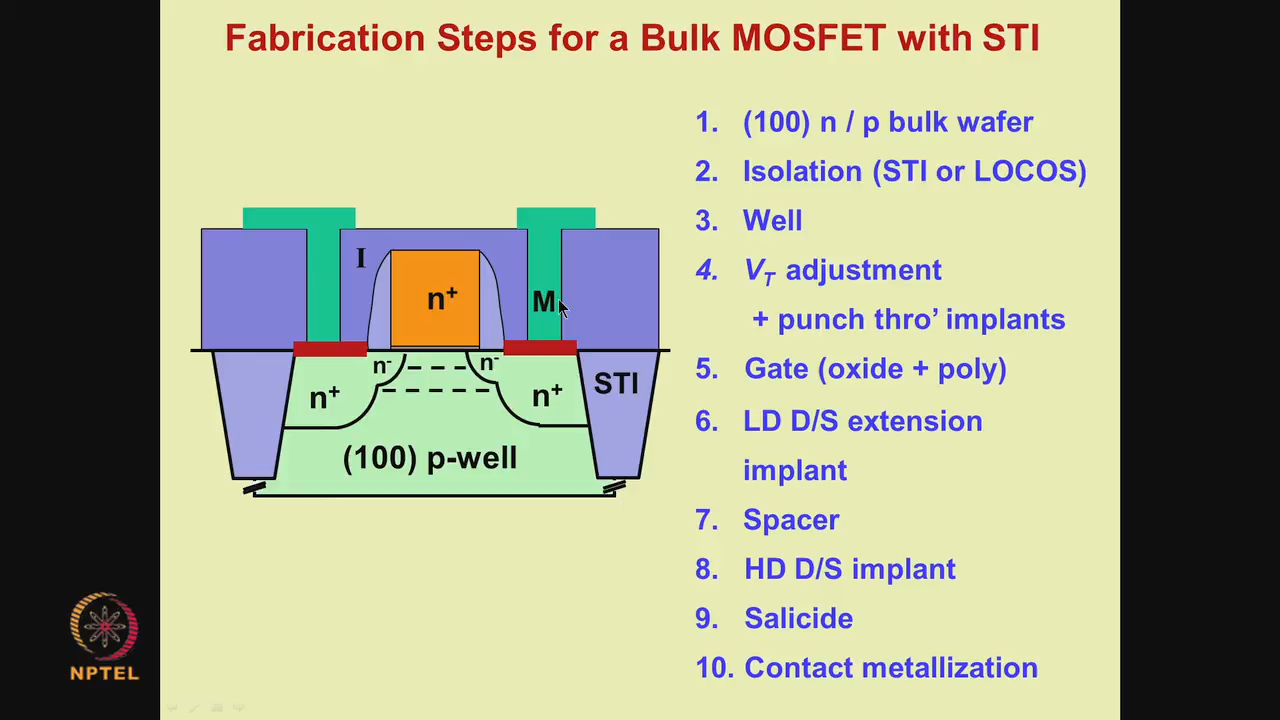 Fabrication Steps for a Bulk MOSFET with STI
1. (100) n / p bulk wafer
2. Isolation (STI or LOCOS)
3. Well
4. VT adjustment
+ punch thro’ implants
5. Gate (oxide + poly)
6. LD D/S extension
implant
7. Spacer
8. HD D/S implant
9. Salicide
10. Contact metallization
I
n+
M
n-
n-
n+
n+
STI
(100) p-well
NPTEL